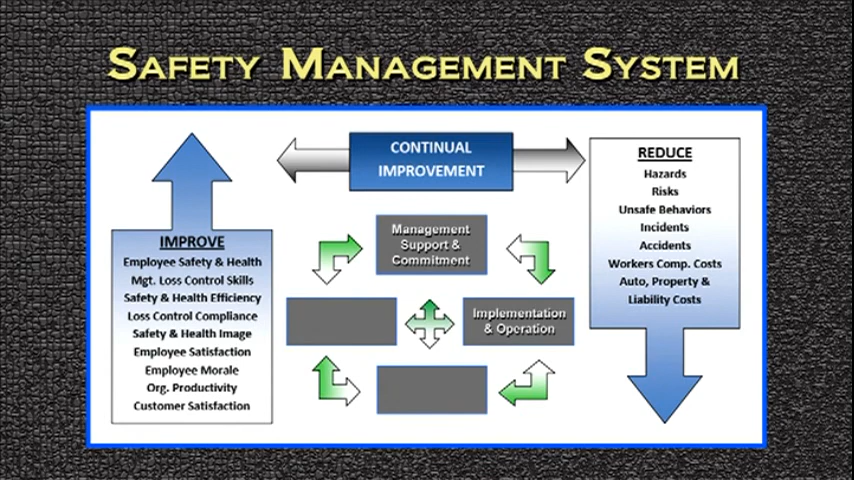 SAFETY MANAGEMENT SYSTEM
CONTINUAL
IMPROVEMENT
IMPROVE
Employee Safety & Health
Mgt. Loss Control Skills
Safety & Health Efficiency
Loss Control Compliance
Safety & Health Image
Employee Satisfaction
Employee Morale
Org. Productivity
Customer Satisfaction
Management
Support &
Commitment
Implementation
& Operation
REDUCE
Hazards
Risks
Unsafe Behaviors
Incidents
Accidents
Workers Comp. Costs
Auto, Property &
Liability Costs